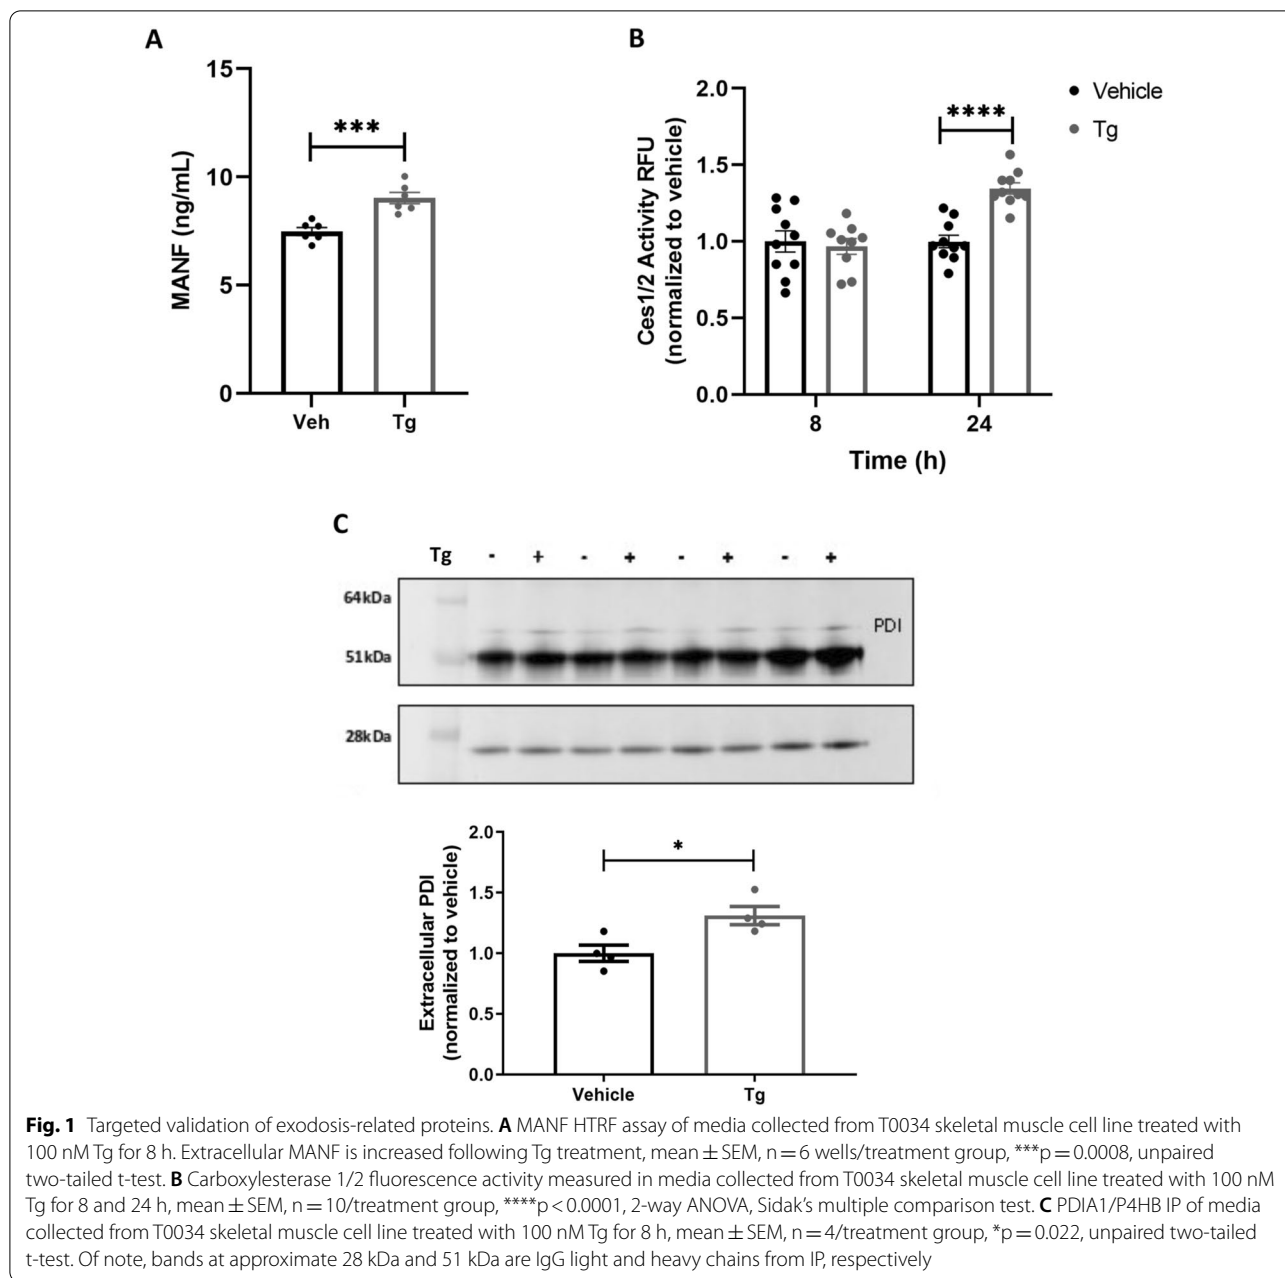 A
15
10
5
0
MANF (ng/mL)
***
Veh
Tg
B
2.0
1.5
1.0
0.5
0.0
Ces1/2 Activity RFU
(normalized to vehicle)
****
Vehicle
Tg
8
24
Time (h)
C
Tg - + - + - + - +
64kDa
PDI
51kDa
28kDa
2.0
1.5
1.0
0.5
0.0
Extracellular PDI
(normalized to vehicle)
*
Vehicle
Tg
Fig. 1 Targeted validation of exodosis-related proteins. A MANF HTRF assay of media collected from T0034 skeletal muscle cell line treated with
100 nM Tg for 8 h. Extracellular MANF is increased following Tg treatment, mean ± SEM, n = 6 wells/treatment group, ***p = 0.0008, unpaired
two-tailed t-test. B Carboxylesterase 1/2 fluorescence activity measured in media collected from T0034 skeletal muscle cell line treated with 100 nM
Tg for 8 and 24 h, mean ± SEM, n = 10/treatment group, ****p < 0.0001, 2-way ANOVA, Sidak's multiple comparison test. C PDIA1/P4HB IP of media
collected from T0034 skeletal muscle cell line treated with 100 nM Tg for 8 h, mean ± SEM, n = 4/treatment group, *p = 0.022, unpaired two-tailed
t-test. Of note, bands at approximate 28 kDa and 51 kDa are IgG light and heavy chains from IP, respectively